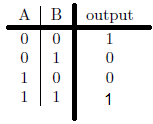 A B output
0 0 1
0 1 0
1 0 0
1 1 1